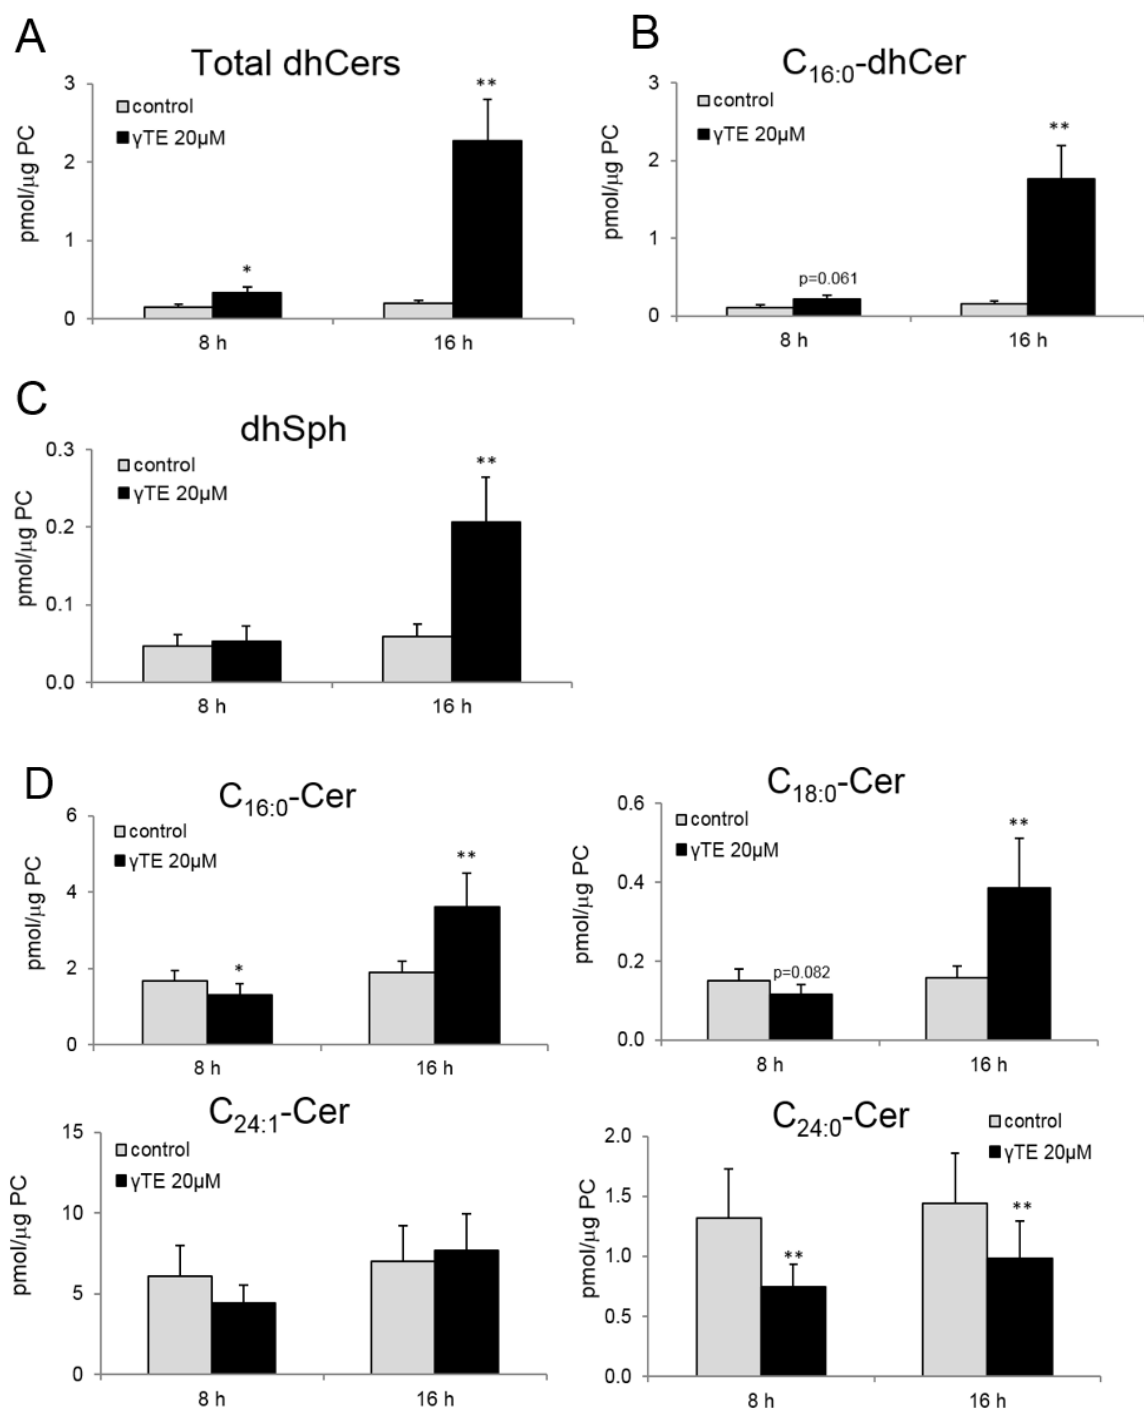 A
Total dhCers
3
2
1
0
pmol/µg PC
control
γTE 20µM
*
**
8 h
16 h
B
C16:0-dhCer
3
2
1
0
pmol/µg PC
control
γTE 20µM
p=0.061
**
8 h
16 h
C
dhSph
0.3
0.2
0.1
0.0
pmol/µg PC
control
γTE 20µM
**
8 h
16 h
D
C16:0-Cer
6
4
2
0
pmol/µg PC
control
γTE 20µM
*
**
8 h
16 h
C18:0-Cer
0.6
0.4
0.2
0.0
pmol/µg PC
control
γTE 20µM
p=0.082
**
8 h
16 h
C24:1-Cer
15
10
5
0
pmol/µg PC
control
γTE 20µM
8 h
16 h
C24:0-Cer
2.0
1.5
1.0
0.5
0.0
pmol/µg PC
control
γTE 20µM
**
**
8 h
16 h